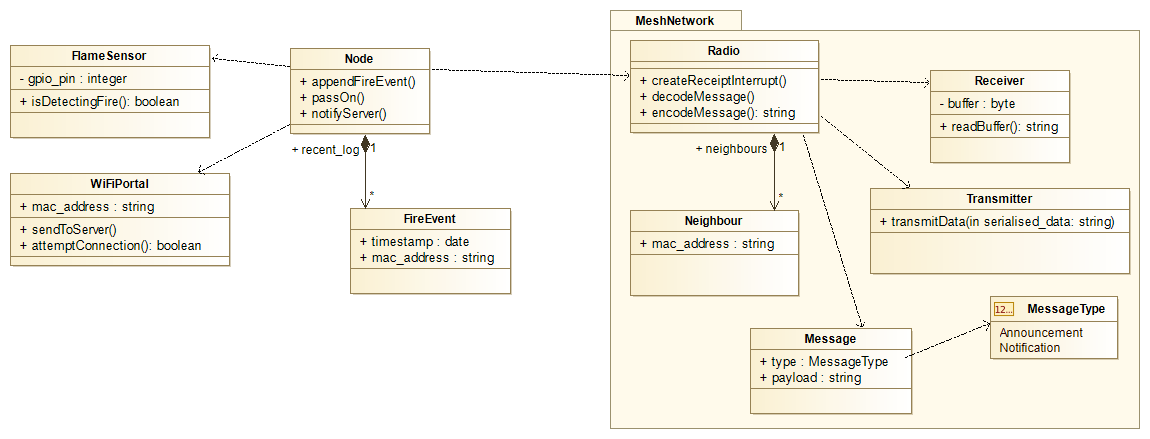 FlameSensor
- gpio_pin : integer
+ isDetectingFire(): boolean
Node
+ appendFireEvent()
+ passOn()
+ notifyServer()
+ recent_log
1
*
WiFiPortal
+ mac_address : string
+ sendToServer()
+ attemptConnection(): boolean
FireEvent
+ timestamp : date
+ mac_address : string
MeshNetwork
Radio
+ createReceiptInterrupt()
+ decodeMessage()
+ encodeMessage(): string
+ neighbours
1
*
Receiver
- buffer : byte
+ readBuffer(): string
Transmitter
+ transmitData(in serialised_data: string)
Neighbour
+ mac_address : string
Message
+ type : MessageType
+ payload : string
12... MessageType
Announcement
Notification